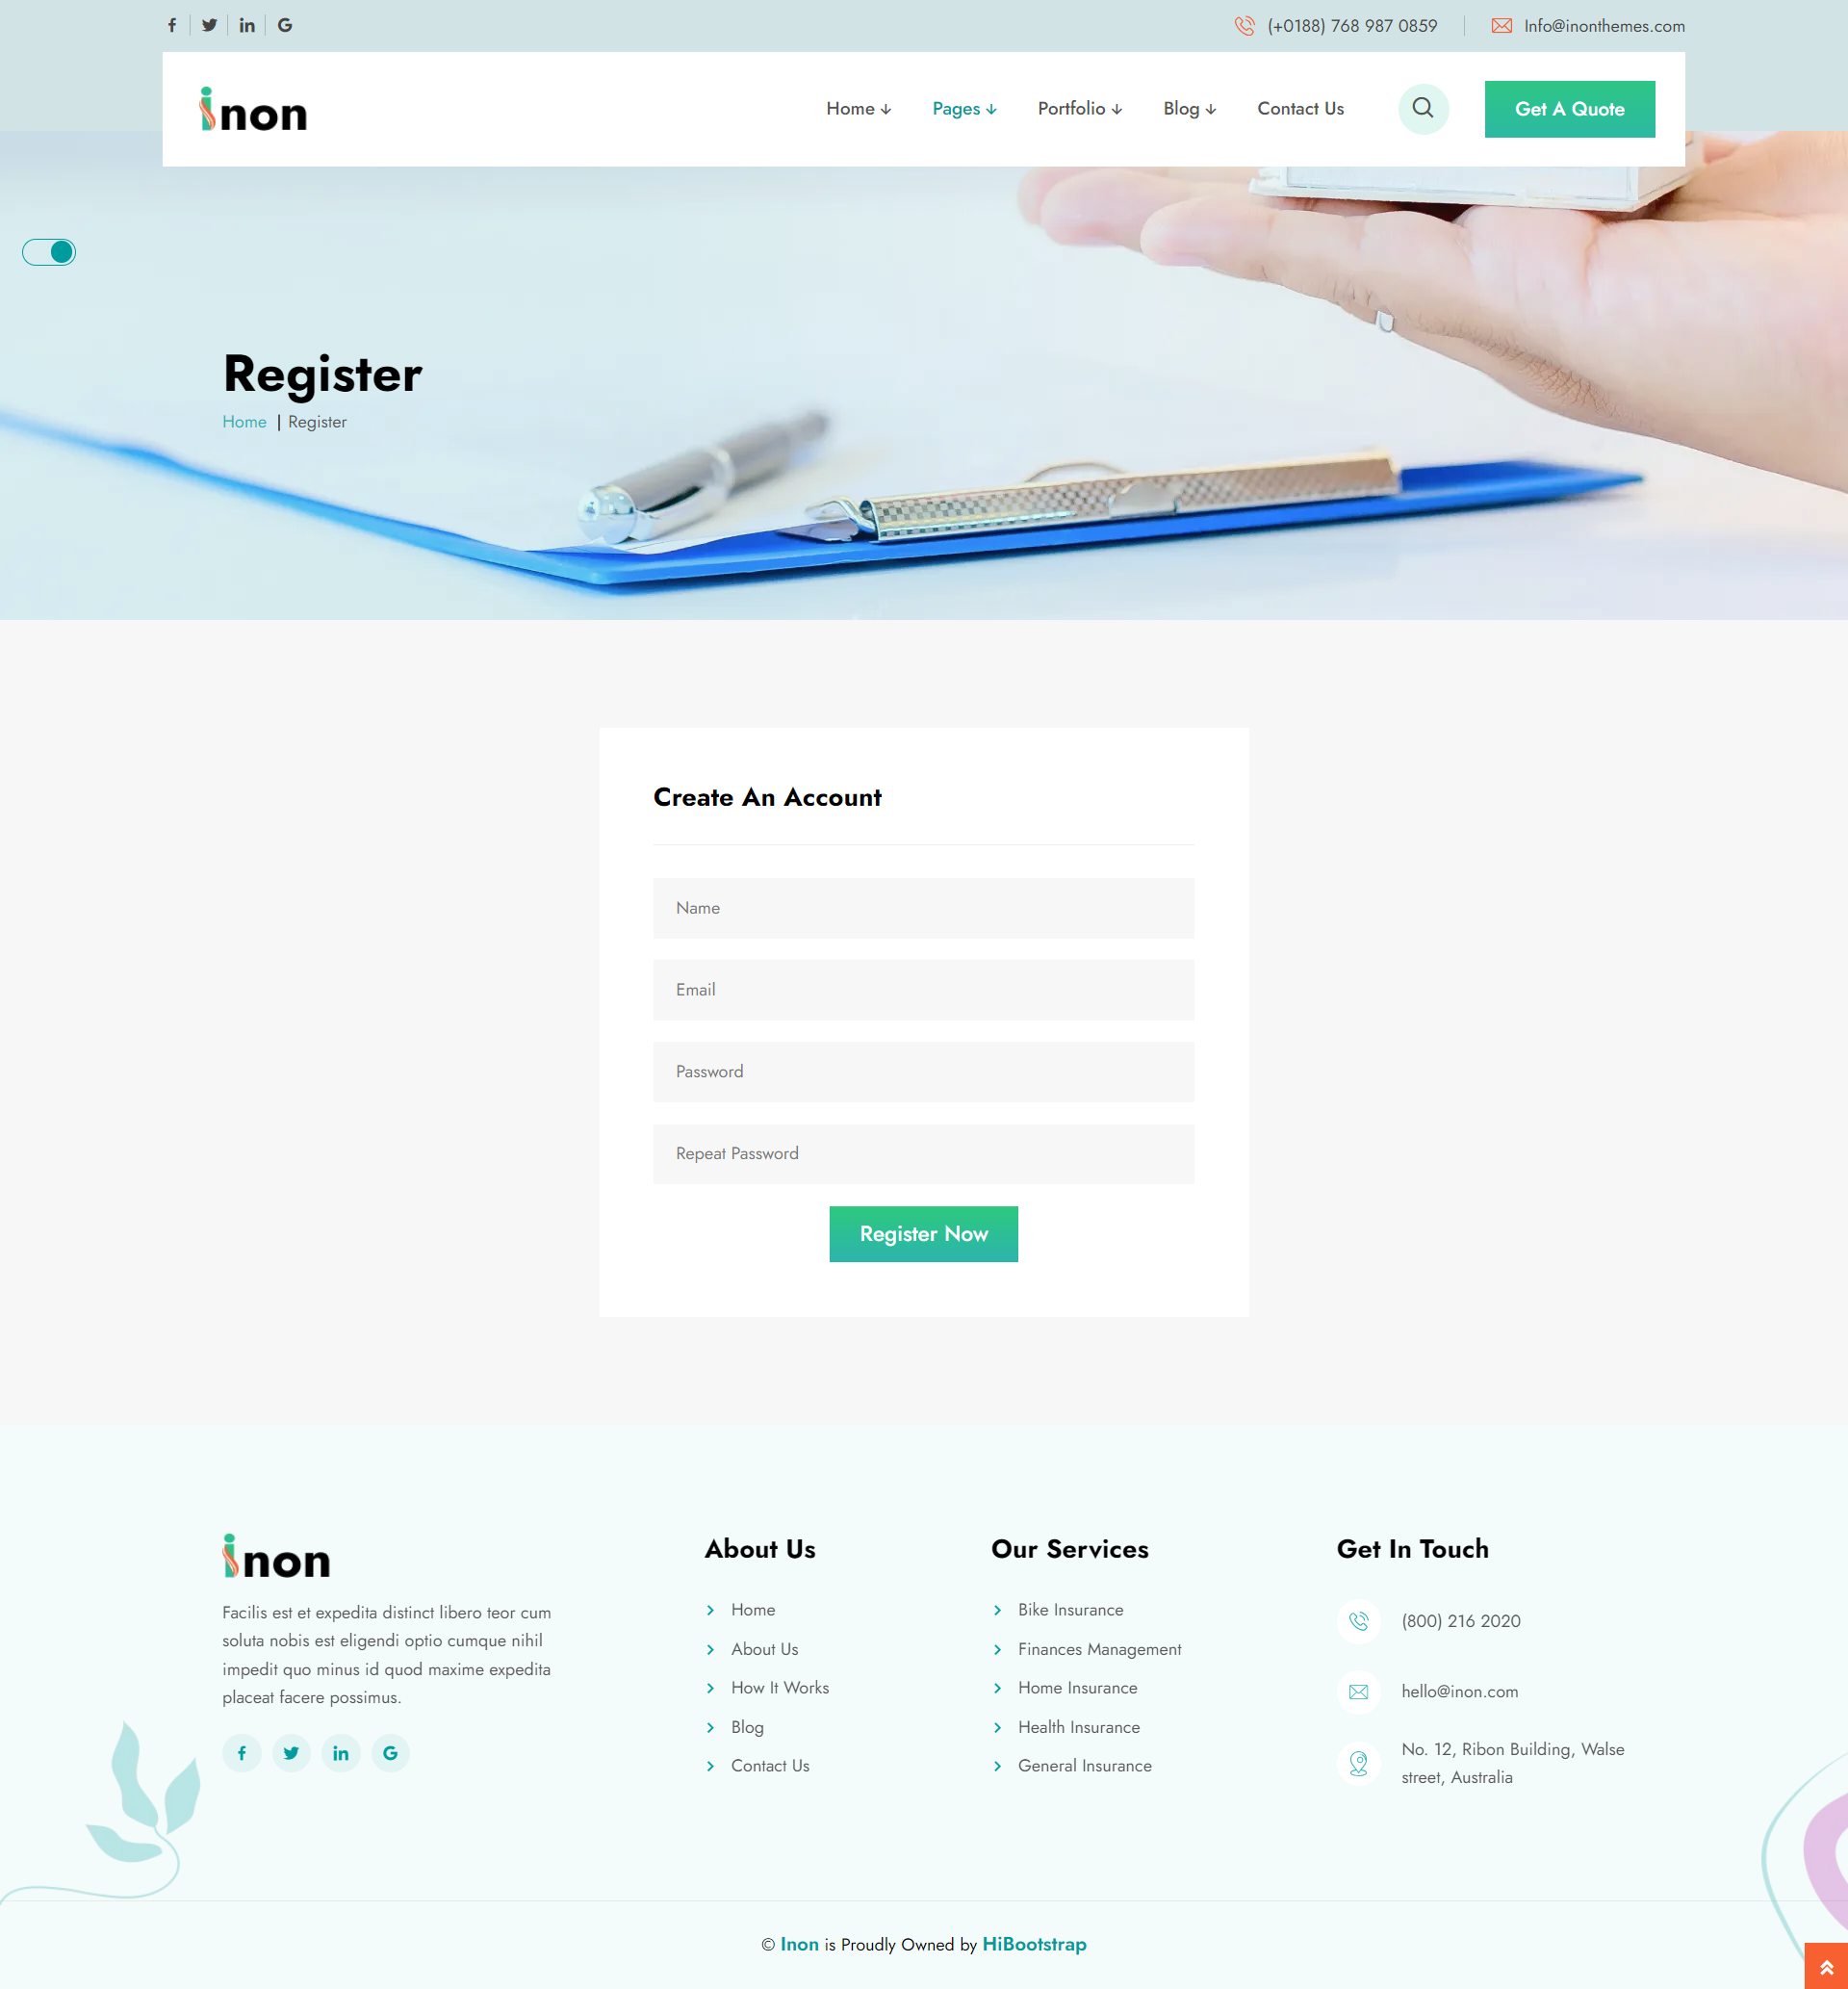 (+0188) 768 987 0859
Info@inonthemes.com
inon
Home
Pages
Portfolio
Blog
Contact Us
Get A Quote
Register
Home | Register
Create An Account
Name
Email
Password
Repeat Password
Register Now
inon
Facilis est et expedita distinct libero teor cum
soluta nobis est eligendi optio cumque nihil
impedit quo minus id quod maxime expedita
placeat facere possimus.
About Us
Home
About Us
How It Works
Blog
Contact Us
Our Services
Bike Insurance
Finances Management
Home Insurance
Health Insurance
General Insurance
Get In Touch
(800) 216 2020
hello@inon.com
No. 12, Ribon Building, Walse
street, Australia
© Inon is Proudly Owned by HiBootstrap